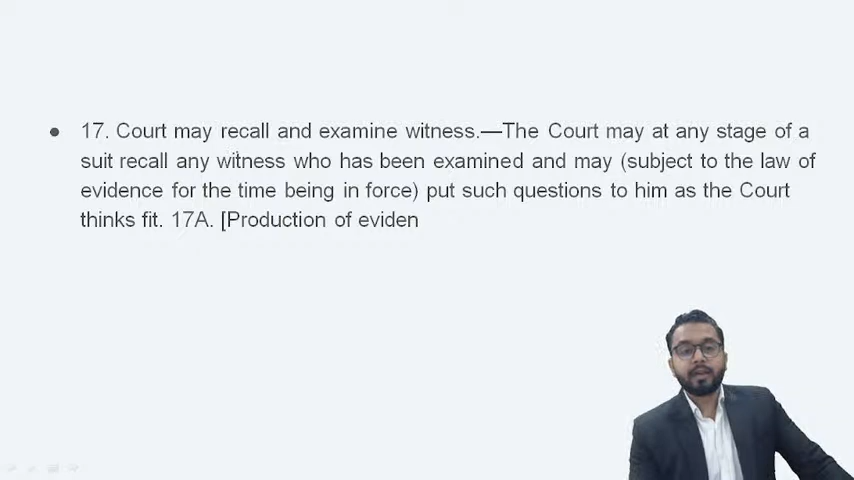 ● 17. Court may recall and examine witness.—The Court may at any stage of a
suit recall any witness who has been examined and may (subject to the law of
evidence for the time being in force) put such questions to him as the Court
thinks fit. 17A. [Production of eviden